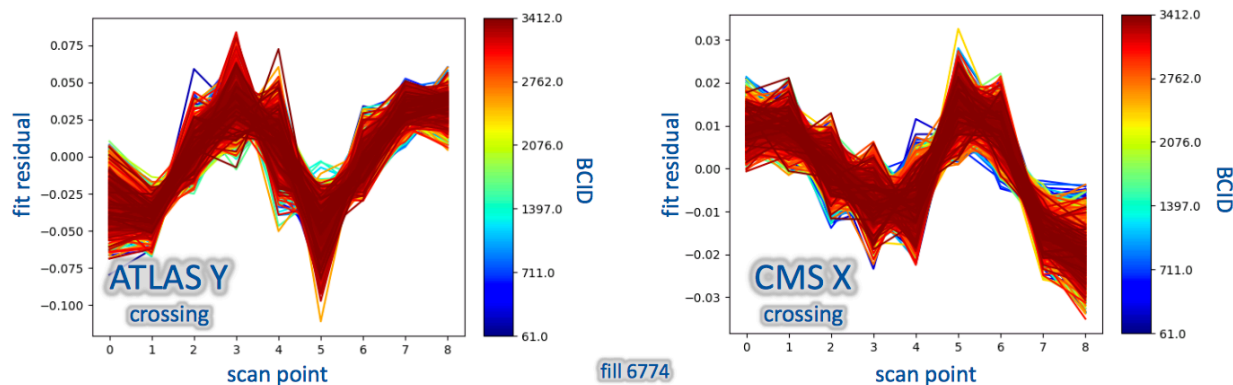 0.075
0.050
0.025
0.000
−0.025
−0.050
−0.075
−0.100
fit residual
0 1 2 3 4 5 6 7 8
scan point
ATLAS Y
crossing
3412.0
2762.0
2076.0
1397.0
711.0
61.0
BCID
fill 6774
0.03
0.02
0.01
0.00
−0.01
−0.02
−0.03
fit residual
0 1 2 3 4 5 6 7 8
scan point
CMS X
crossing
3412.0
2762.0
2076.0
1397.0
711.0
61.0
BCID